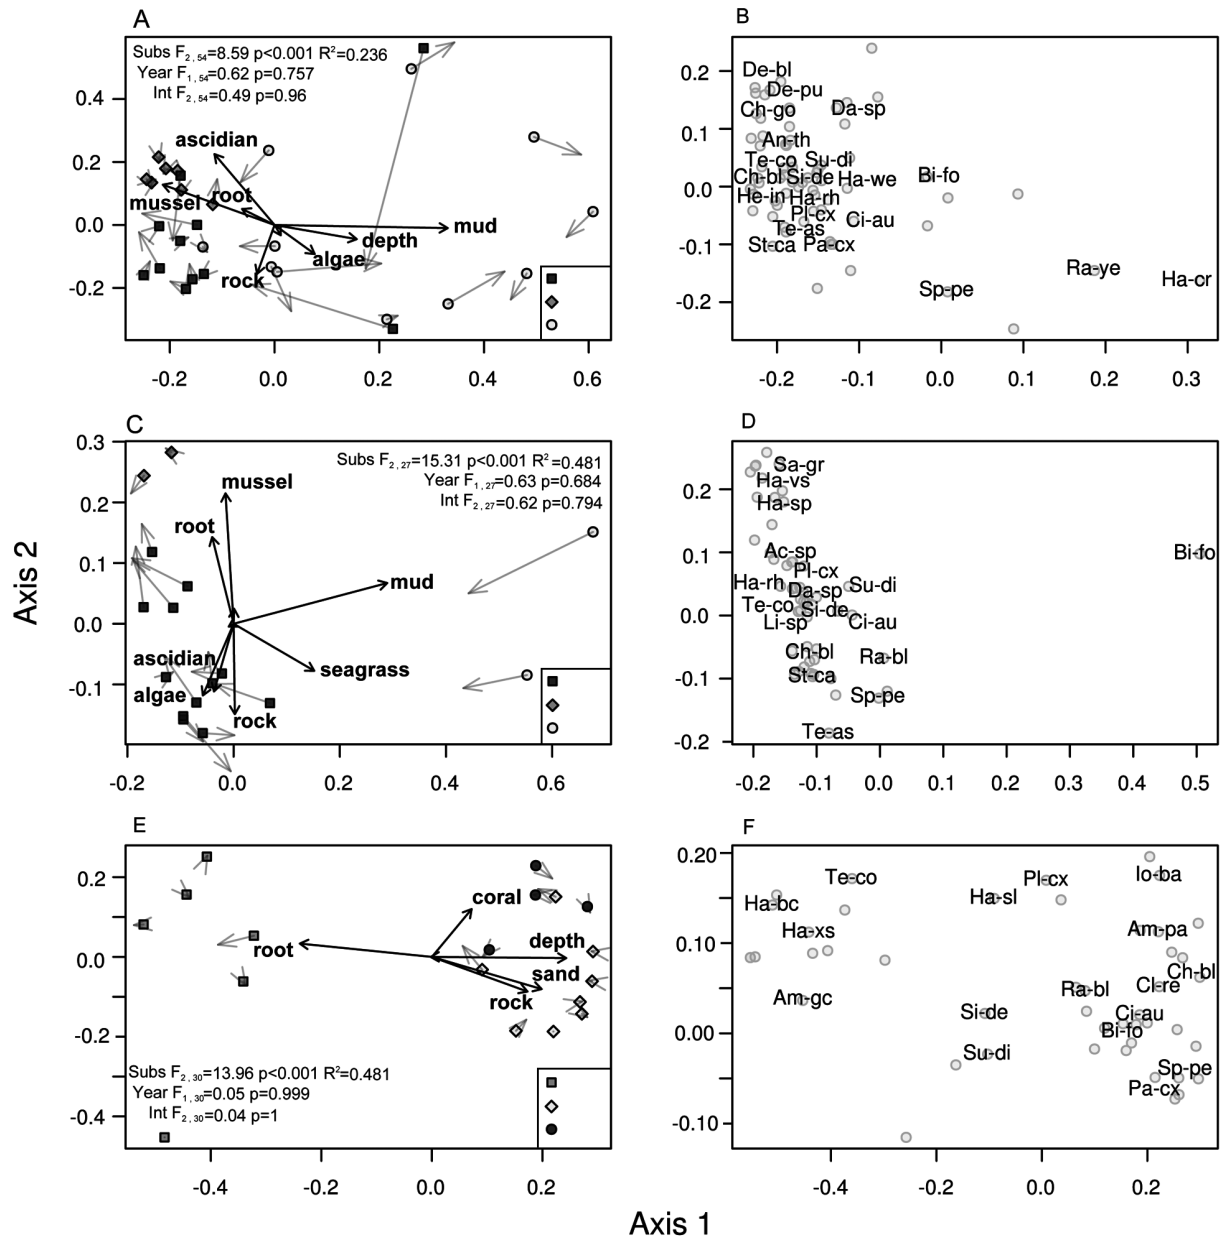 A
Subs F2, 54=8.59 p<0.001 R2=0.236
Year F1, 54=0.62 p=0.757
Int F2, 54=0.49 p=0.96
0.4
0.2
0.0
-0.2
ascidian
root
mussel
mud
depth
algae
rock
-0.2
0.0
0.2
0.4
0.6
B
0.2
0.1
0.0
-0.1
-0.2
De-bl
De-pu
Ch-go
Da-sp
An-th
Te-co
Su-di
Ch-bl
Si-de
Ha-we
Bi-fo
He-in
Ha-rh
Pl-cx
Ci-au
Te-as
St-ca
Pa-cx
Ra-ye
Ha-cr
Sp-pe
-0.2
-0.1
0.0
0.1
0.2
0.3
C
0.3
0.2
0.1
0.0
-0.1
Subs F2, 27=15.31 p<0.001 R2=0.481
Year F1, 27=0.63 p=0.684
Int F2, 27=0.62 p=0.794
mussel
root
mud
ascidian
seagrass
algae
rock
-0.2
0.0
0.2
0.4
0.6
D
0.2
0.1
0.0
-0.1
-0.2
Sa-gr
Ha-vs
Ha-sp
Ac-sp
Bi-fo
Pl-cx
Ha-rh
Da-sp
Su-di
Te-co
Si-de
Li-sp
Ci-au
Ch-bl
Ra-bl
St-ca
Sp-pe
Te-as
-0.2
-0.1
0.0
0.1
0.2
0.3
0.4
0.5
Axis 2
E
0.2
0.0
-0.2
-0.4
coral
root
depth
sand
rock
Subs F2, 30=13.96 p<0.001 R2=0.481
Year F1, 30=0.05 p=0.999
Int F2, 30=0.04 p=1
-0.4
-0.2
0.0
0.2
F
0.20
0.10
0.00
-0.10
Te-co
Pl-cx
Io-ba
Ha-bc
Ha-sl
Ha-xs
Am-pa
Ch-bl
Am-gc
Ra-bl
Cl-re
Si-de
Ci-au
Bi-fo
Su-di
Sp-pe
Pa-cx
-0.4
-0.2
0.0
0.2
Axis 1